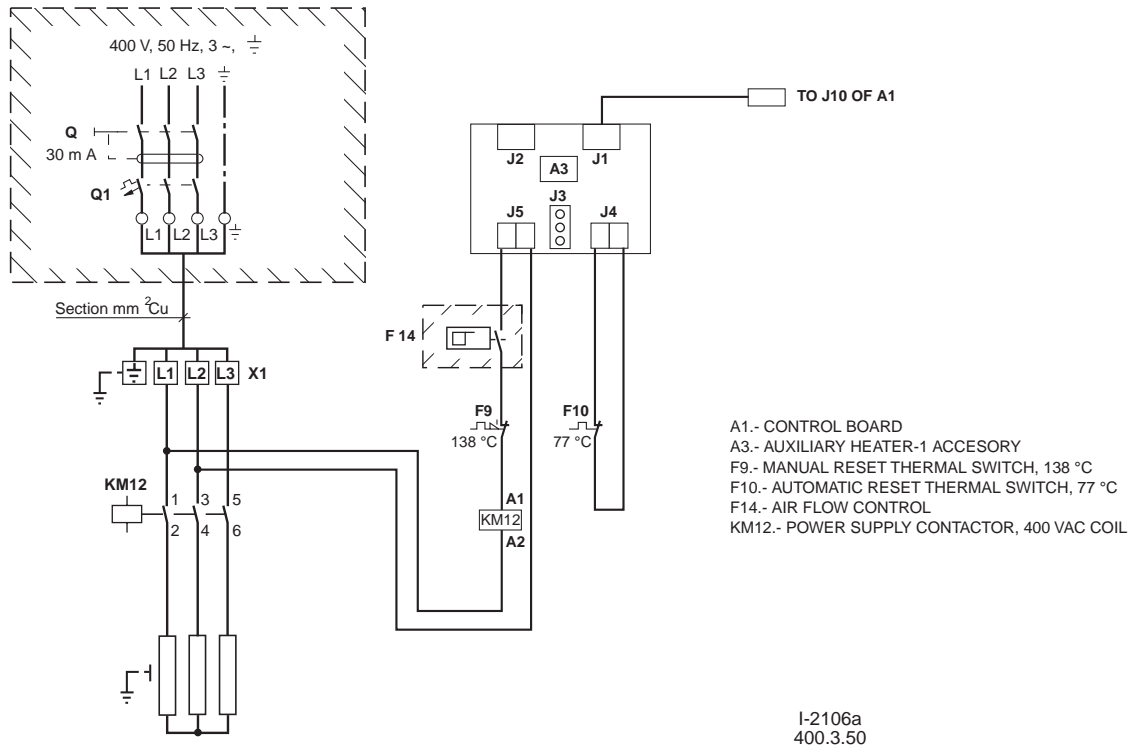 400 V, 50 Hz, 3 ~,
L1 L2 L3
Q
30 m A
Q1
L1 L2 L3
Section mm ²Cu
L1 L2 L3 X1
KM12
1 3 5
2 4 6
TO J10 OF A1
J2 J1
A3
J3
J5 J4
F 14
F9
138 °C
F10
77 °C
A1
KM12
A2
A1.- CONTROL BOARD
A3.- AUXILIARY HEATER-1 ACCESORY
F9.- MANUAL RESET THERMAL SWITCH, 138 °C
F10.- AUTOMATIC RESET THERMAL SWITCH, 77 °C
F14.- AIR FLOW CONTROL
KM12.- POWER SUPPLY CONTACTOR, 400 VAC COIL
I-2106a
400.3.50